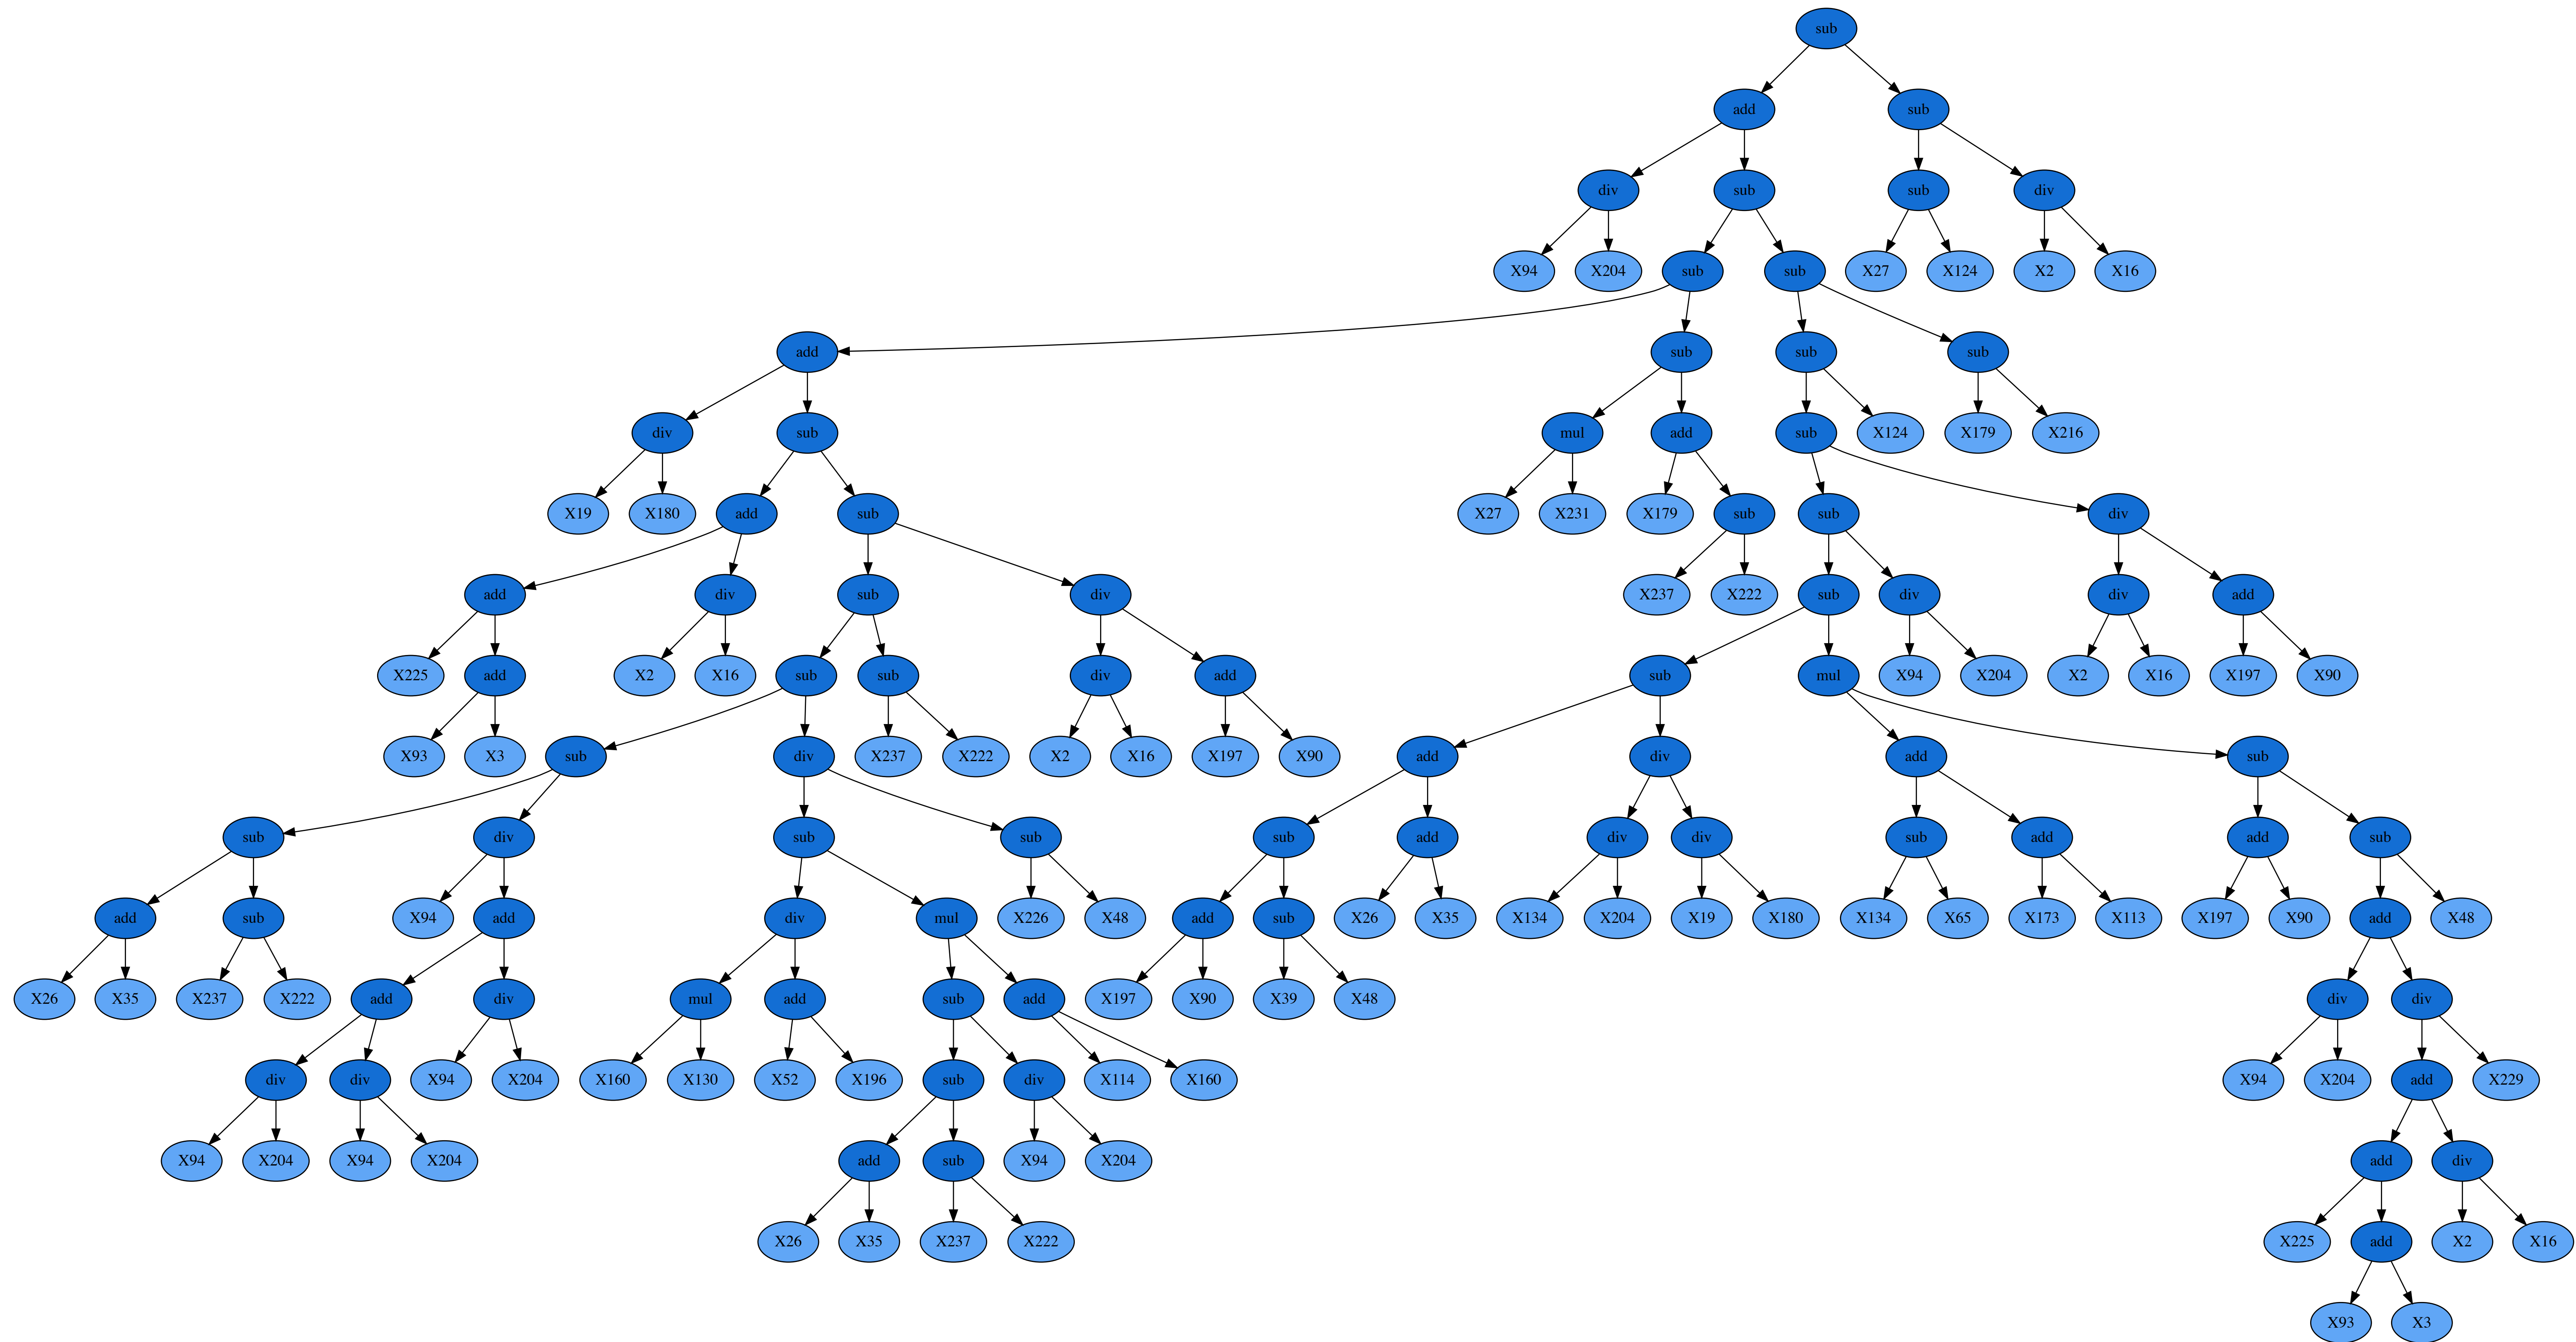 sub
add sub
div sub sub div
X94 X204 sub sub X27 X124 X2 X16
add sub sub sub
div sub mul add sub X124 X179 X216
X19 X180 add sub X27 X231 X179 sub sub div
add div sub div X237 X222 sub div div add
X225 add X2 X16 sub sub div add sub mul X94 X204 X2 X16 X197 X90
X93 X3 sub div X237 X222 X2 X16 X197 X90 add div add sub
sub div sub sub sub add div div sub add add sub
add sub X94 add div mul X226 X48 add sub X26 X35 X134 X204 X19 X180 X134 X65 X173 X113 X197 X90 add X48
X26 X35 X237 X222 add div mul add sub add X197 X90 X39 X48 div div
div div X94 X204 X160 X130 X52 X196 sub div X114 X160 X94 X204 add X229
X94 X204 X94 X204 add sub X94 X204 add div
X26 X35 X237 X222 X225 add X2 X16
X93 X3